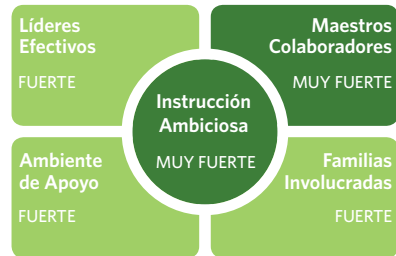 Líderes
Efectivos
FUERTE
Maestros
Colaboradores
MUY FUERTE
Instrucción
Ambiciosa
MUY FUERTE
Ambiente
de Apoyo
FUERTE
Familias
Involucradas
FUERTE